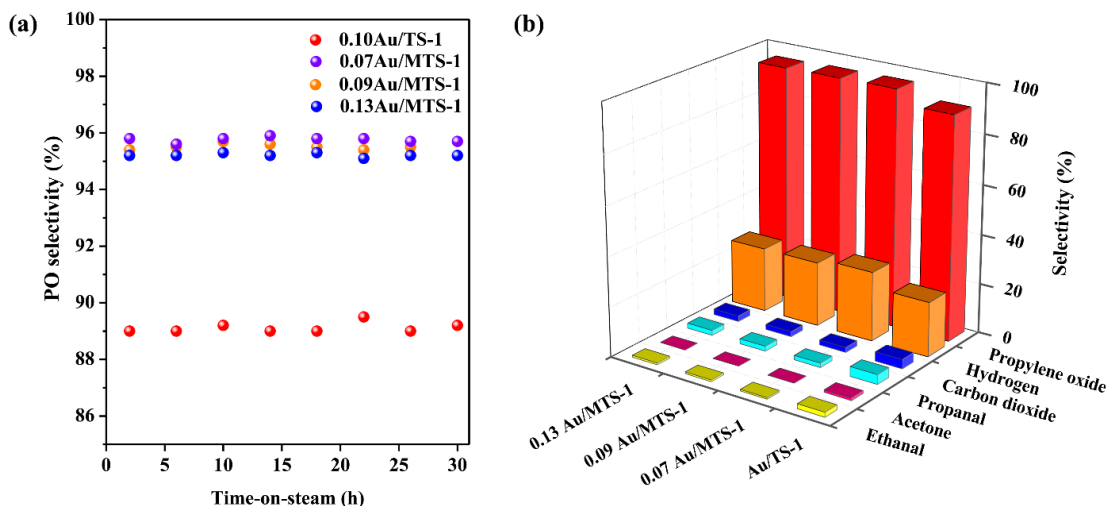 (a)
PO selectivity (%)
100
98
96
94
92
90
88
86
0 5 10 15 20 25 30
Time-on-steam (h)
0.10Au/TS-1
0.07Au/MTS-1
0.09Au/MTS-1
0.13Au/MTS-1
(b)
100
80
60
40
20
0
Selectivity (%)
Propylene oxide
Hydrogen
Carbon dioxide
Propanal
Acetone
Ethanal
0.13 Au/MTS-1
0.09 Au/MTS-1
0.07 Au/MTS-1
Au/TS-1